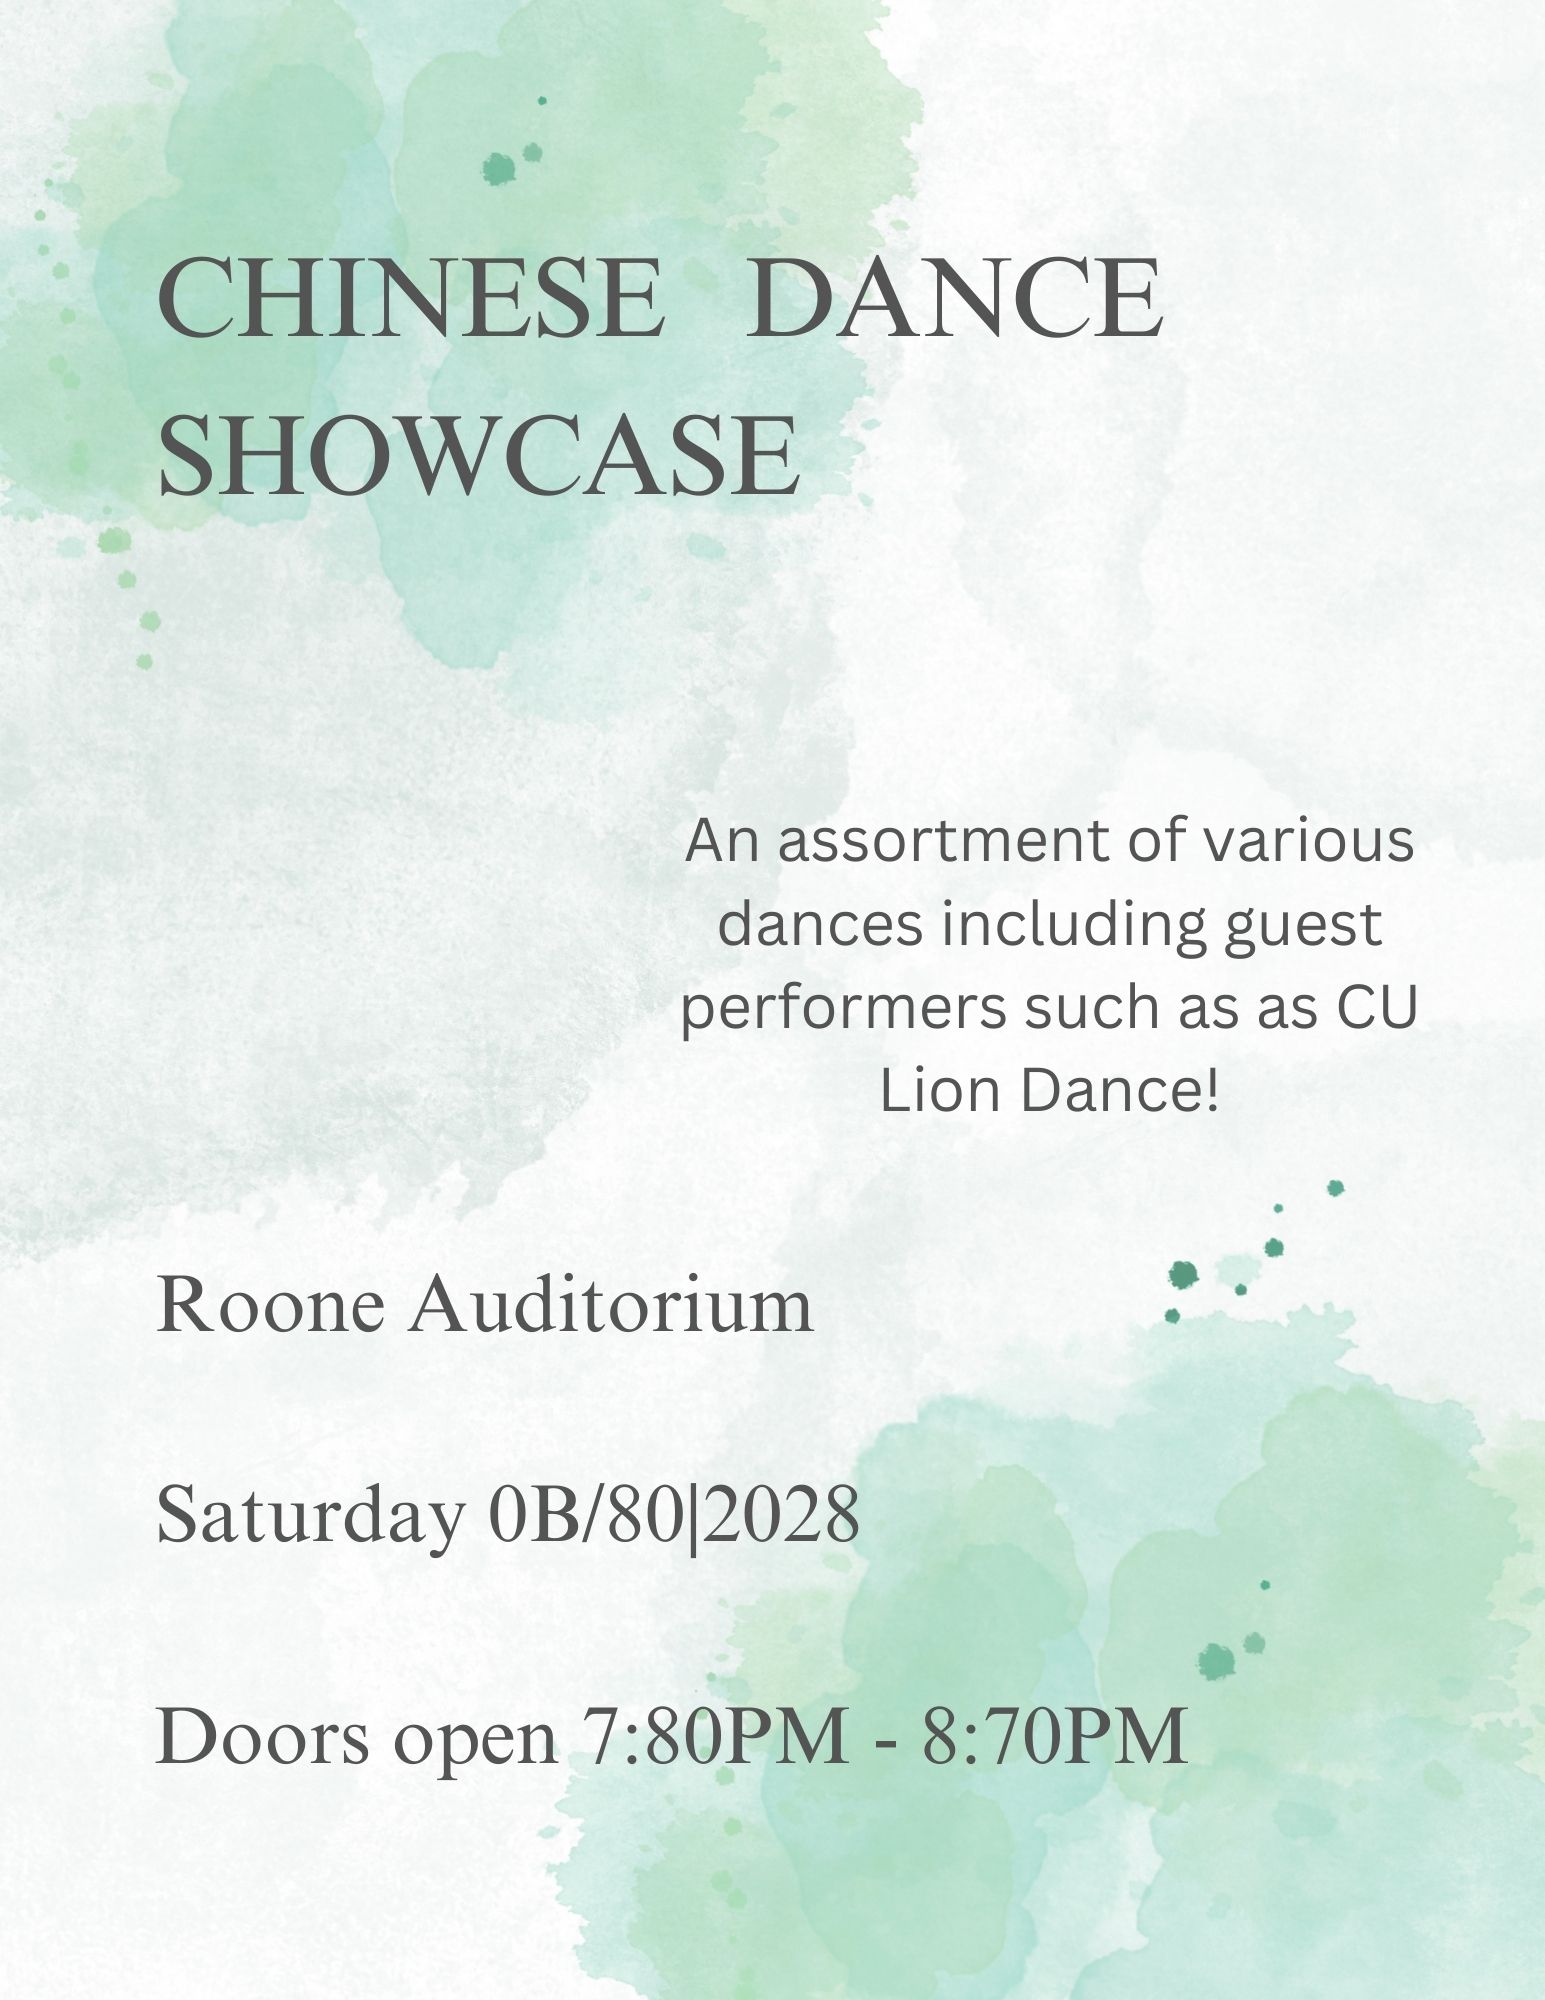 CHINESE DANCE
SHOWCASE
An assortment of various
dances including guest
performers such as as CU
Lion Dance!
Roone Auditorium
Saturday 0B/80|2028
Doors open 7:80PM - 8:70PM